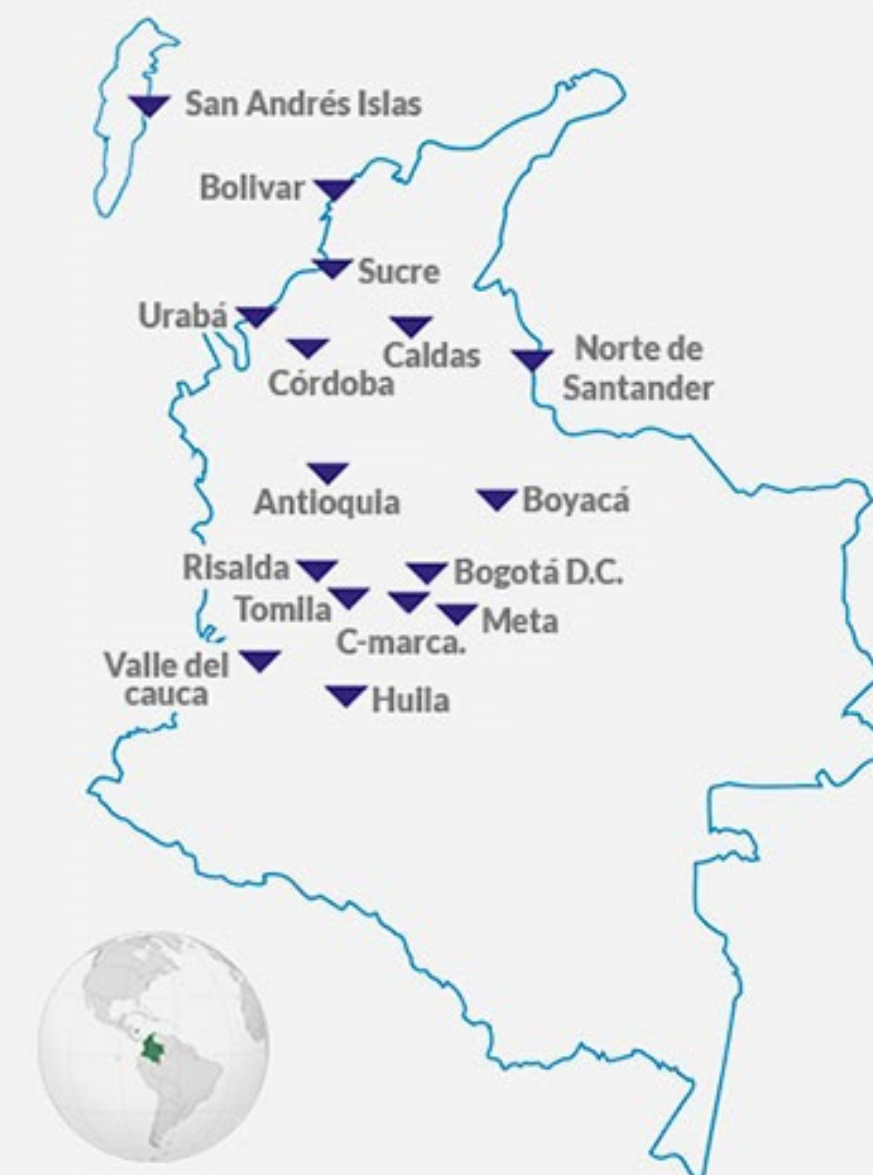 San Andrés Islas
Bolivar
Sucre
Urabá
Caldas
Córdoba
Norte de
Santander
Antioquia
Boyacá
Risalda
Bogotá D.C.
Tomila
Meta
C-marca.
Valle del
cauca
Huila